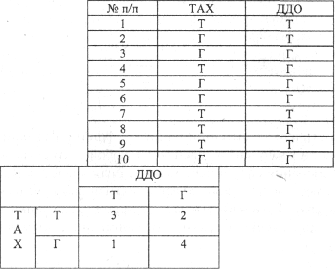 № п/п ТАХ ДДО
1 Т Т
2 Г Т
3 Г Г
4 Т Г
5 Г Г
6 Г Г
7 Т Т
8 Т Г
9 Т Т
10 Г Г
ДДО
Т Г
Т Т 3 2
А
Х Г 1 4